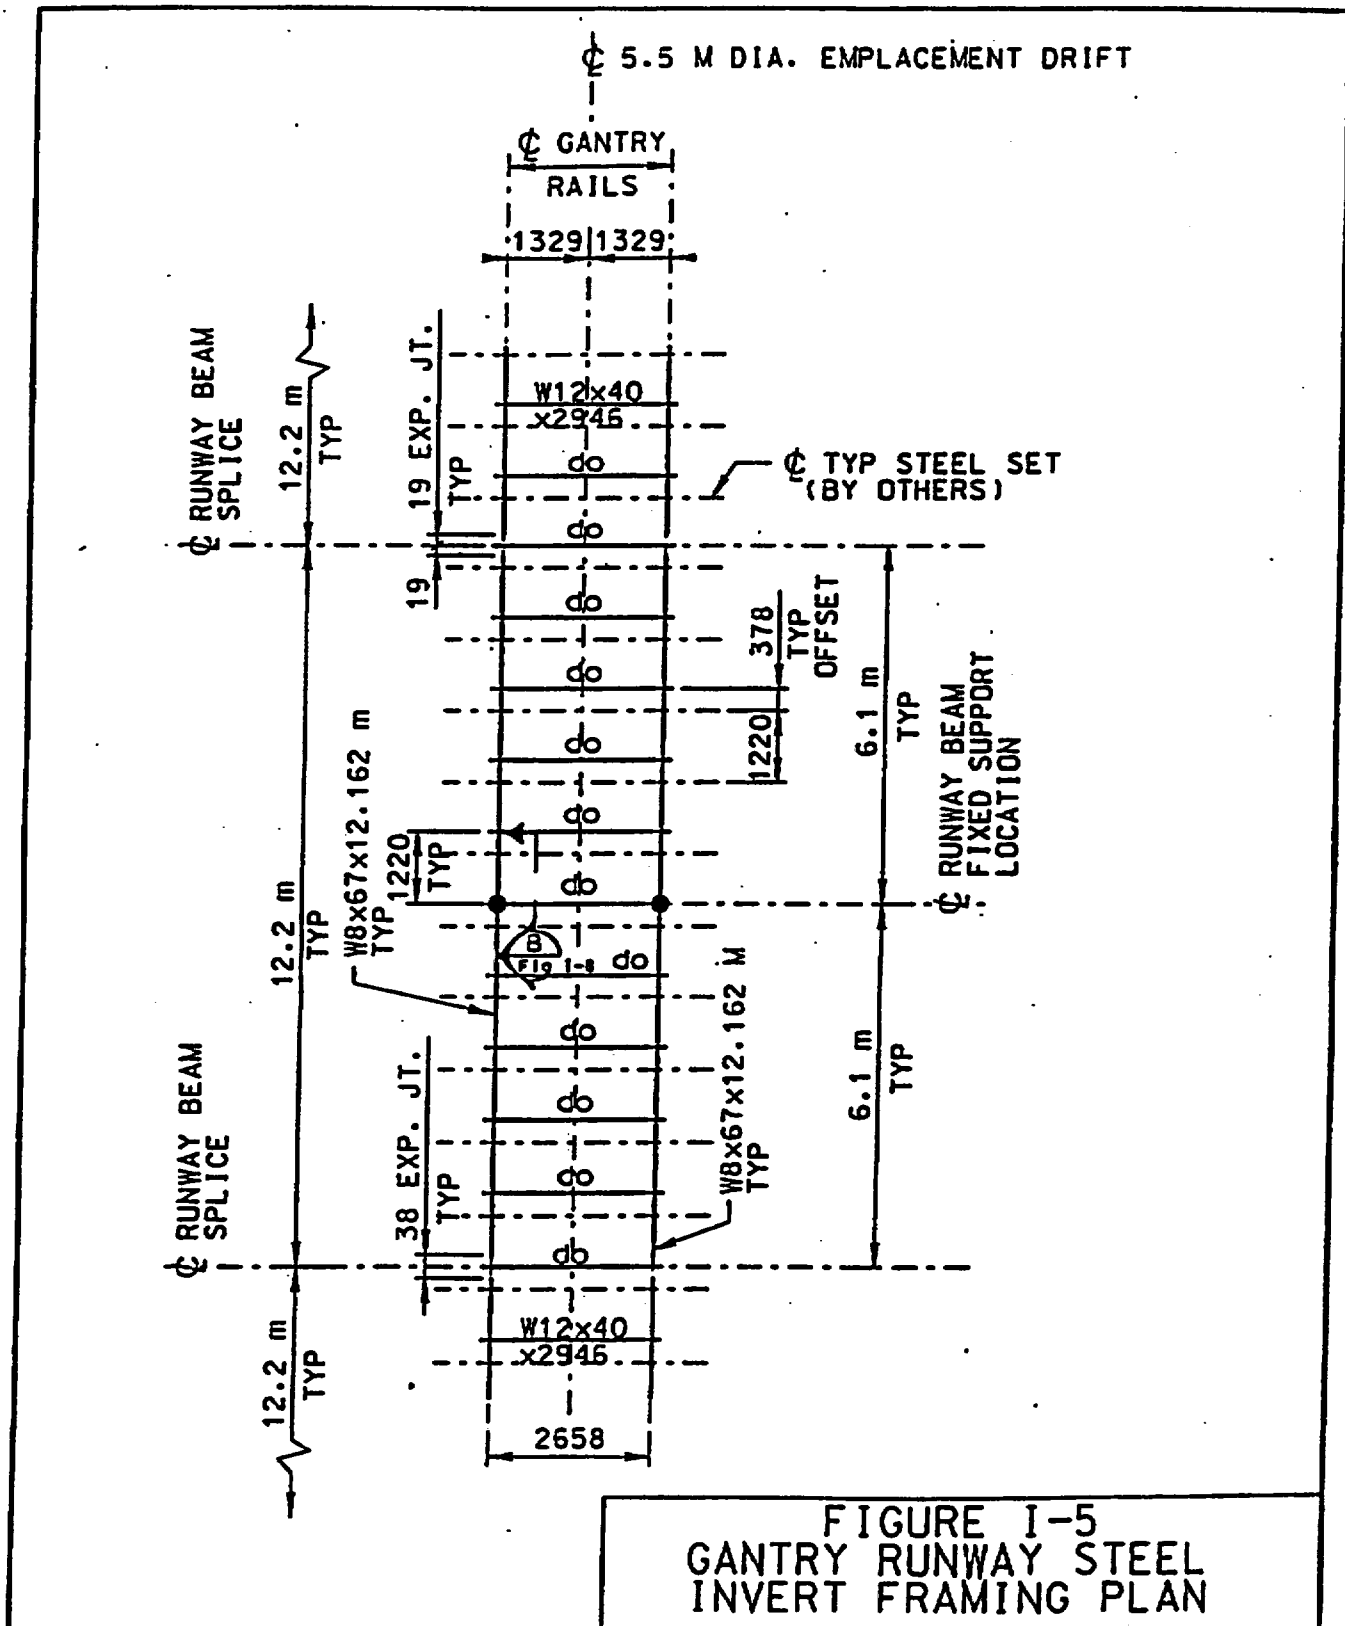 ℄ 5.5 M DIA. EMPLACEMENT DRIFT
℄ GANTRY
RAILS
1329 1329
℄ RUNWAY BEAM
SPLICE
12.2 m
TYP
19 EXP. JT.
TYP
19
W12x40
x2946
do
℄ TYP STEEL SET
(BY OTHERS)
do
do
do
378
TYP
OFFSET
1220
do
do
6.1 m
TYP
℄ RUNWAY BEAM
FIXED SUPPORT
LOCATION
W8x67x12.162 m
TYP
1220
TYP
do
12.2 m
TYP
B
Fig I-8
do
do
do
do
W8x67x12.162 M
TYP
6.1 m
TYP
℄ RUNWAY BEAM
SPLICE
38 EXP. JT.
TYP
do
12.2 m
TYP
W12x40
x2946
2658
FIGURE I-5
GANTRY RUNWAY STEEL
INVERT FRAMING PLAN